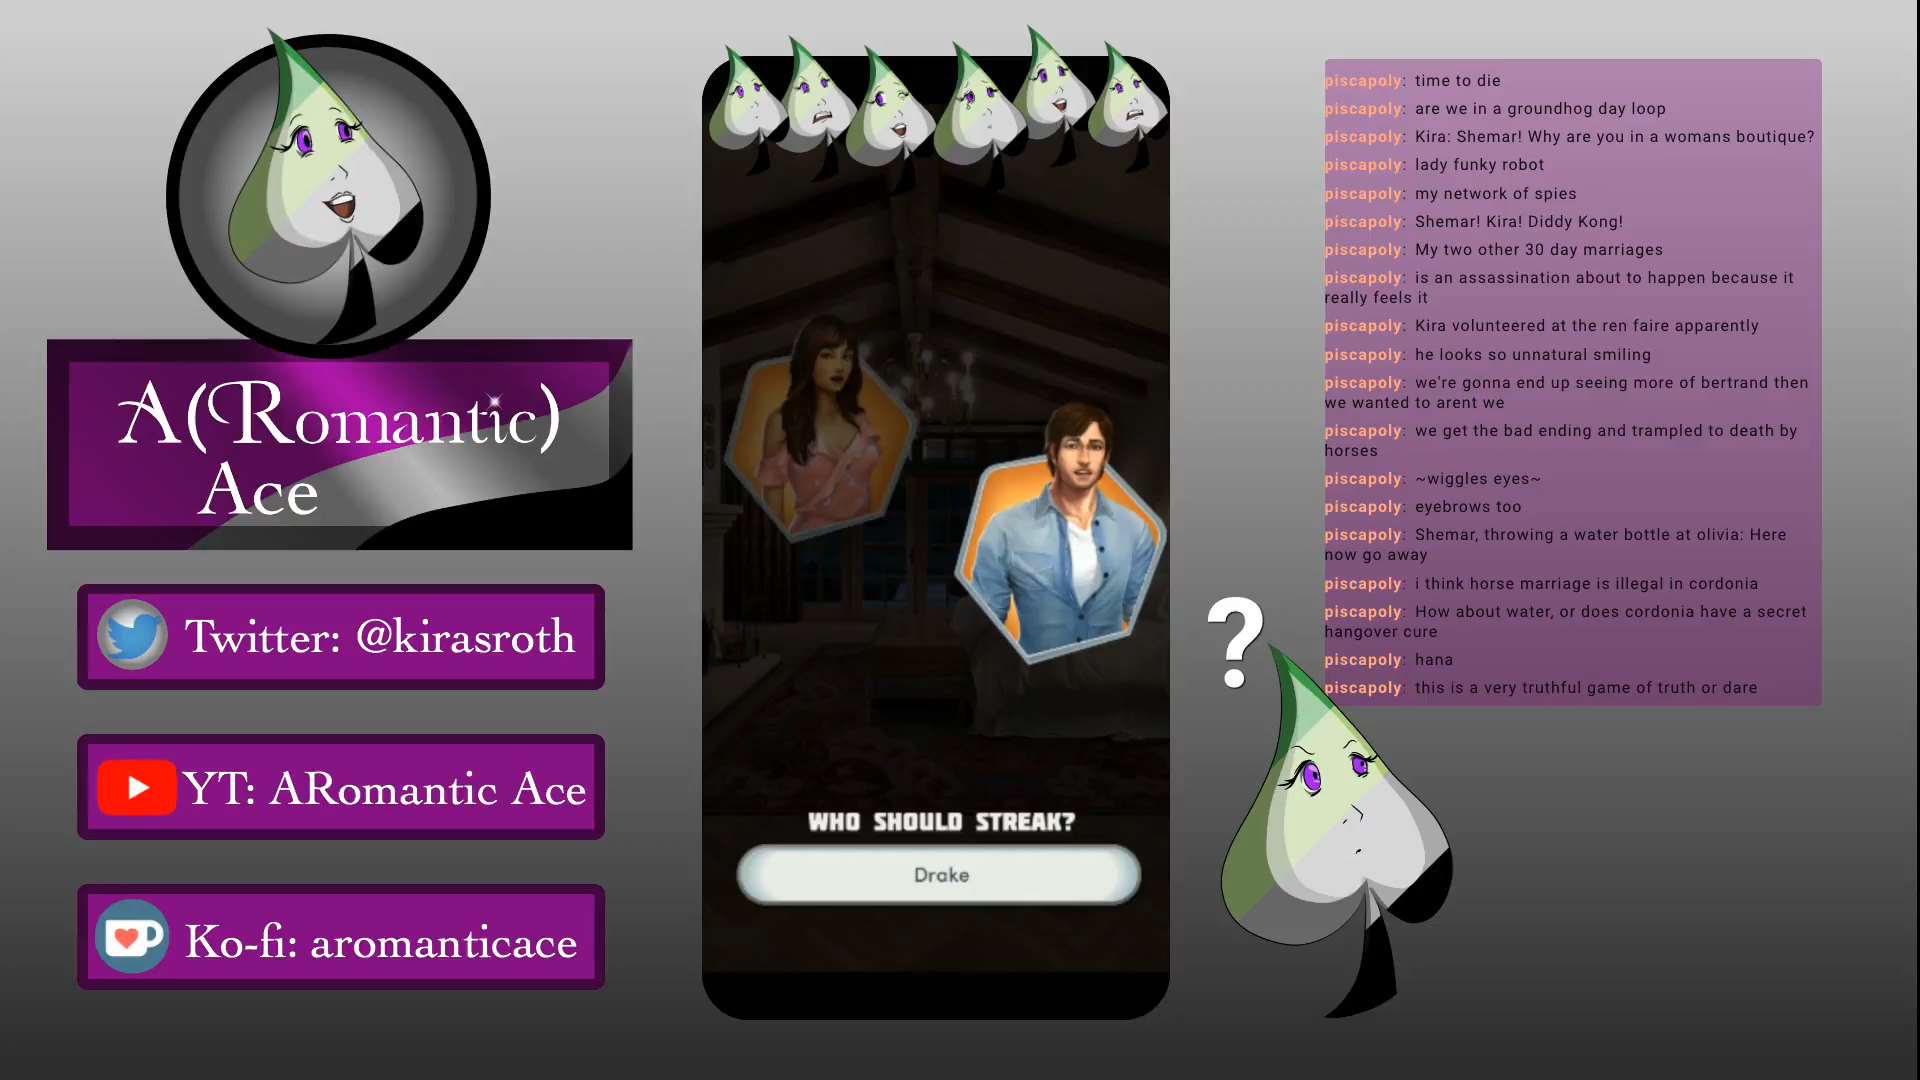 A(Romantic)
Ace
Twitter: @kirasroth
YT: ARomantic Ace
Ko-fi: aromanticace
WHO SHOULD STREAK?
Drake
?
piscapoly: time to die
piscapoly: are we in a groundhog day loop
piscapoly: Kira: Shemar! Why are you in a womans boutique?
piscapoly: lady funky robot
piscapoly: my network of spies
piscapoly: Shemar! Kira! Diddy Kong!
piscapoly: My two other 30 day marriages
piscapoly: is an assassination about to happen because it
really feels it
piscapoly: Kira volunteered at the ren faire apparently
piscapoly: he looks so unnatural smiling
piscapoly: we're gonna end up seeing more of bertrand then
we wanted to arent we
piscapoly: we get the bad ending and trampled to death by
horses
piscapoly: ~wiggles eyes~
piscapoly: eyebrows too
piscapoly: Shemar, throwing a water bottle at olivia: Here
now go away
piscapoly: i think horse marriage is illegal in cordonia
piscapoly: How about water, or does cordonia have a secret
hangover cure
piscapoly: hana
piscapoly: this is a very truthful game of truth or dare